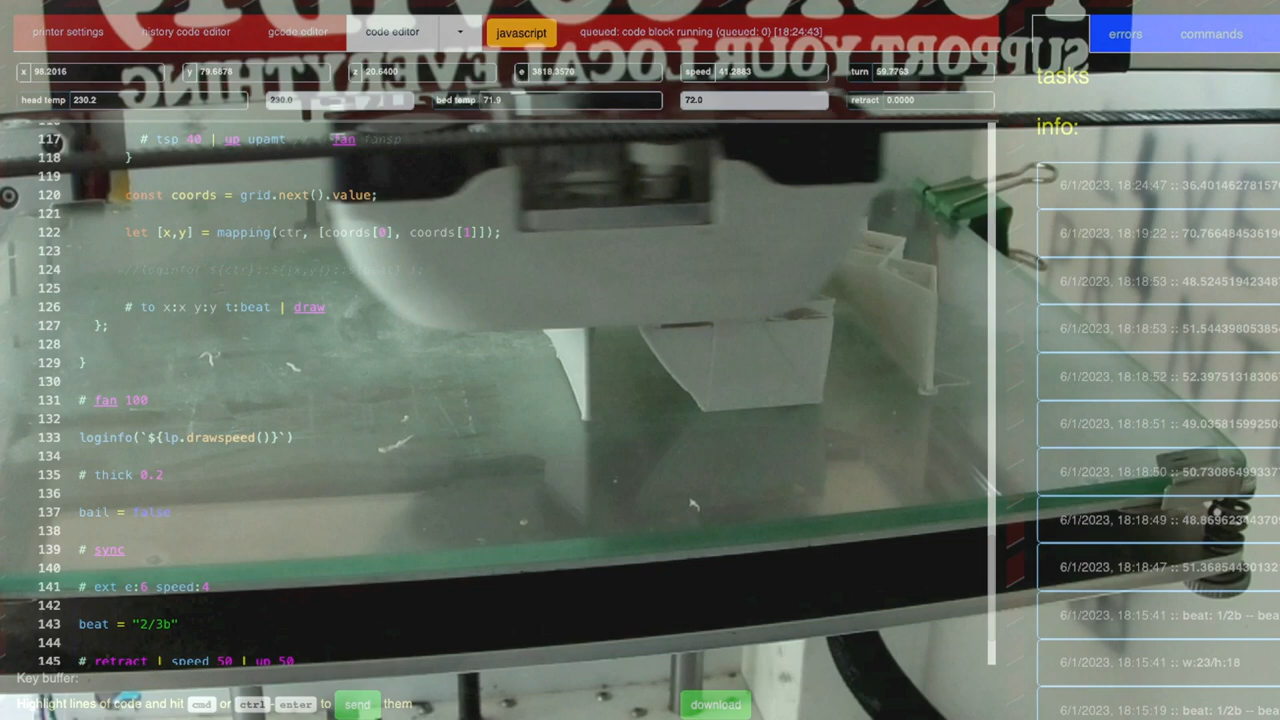 SUPPORT YOUR LOCAL EVERYTHING
printer settings
history code editor
gcode editor
code editor
javascript
queued: code block running (queued: 0) [18:24:43]
errors
commands
x 98.2016
y 79.6878
z 20.6400
e 3818.3570
speed 41.2883
turn 59.7763
head temp 230.2
230.0
bed temp 71.9
72.0
retract 0.0000
tasks
info:
117 # tsp 40 | up upamt fan fansp
118 }
119
120 const coords = grid.next().value;
121
122 let [x,y] = mapping(ctr, [coords[0], coords[1]]);
123
124
125
126 # to x:x y:y t:beat | draw
127 };
128
129 }
130
131 # fan 100
132
133 loginfo(`${lp.drawspeed()}`)
134
135 # thick 0.2
136
137 bail = false
138
139 # sync
140
141 # ext e:6 speed:4
142
143 beat = "2/3b"
144
145 # retract | speed 50 | up 50
6/1/2023, 18:24:47 :: 36.40146278157
6/1/2023, 18:19:22 :: 70.76648453619
6/1/2023, 18:18:53 :: 48.52451942348
6/1/2023, 18:18:53 :: 51.54439805385
6/1/2023, 18:18:52 :: 52.39751318306
6/1/2023, 18:18:51 :: 49.03581599250
6/1/2023, 18:18:50 :: 50.73086499337
6/1/2023, 18:18:49 :: 48.86962344370
6/1/2023, 18:18:47 :: 51.36854430132
6/1/2023, 18:15:41 :: beat: 1/2b -- bea
6/1/2023, 18:15:41 :: w:23/h:18
6/1/2023, 18:15:19 :: beat: 1/2b -- bea
Key buffer:
Highlight lines of code and hit cmd or ctrl-enter to send them
download